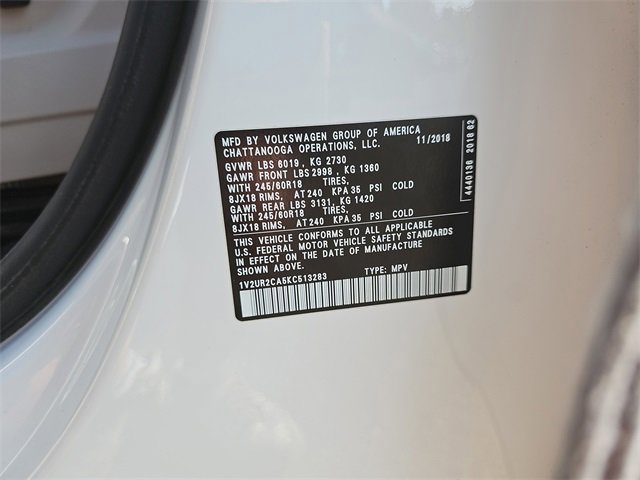 MFD BY VOLKSWAGEN GROUP OF AMERICA
CHATTANOOGA OPERATIONS, LLC. 11/2018
GVWR LBS 6019, KG 2730
GAWR FRONT LBS 2998, KG 1360
WITH 245/60R18 TIRES,
8JX18 RIMS, AT 240 KPA 35 PSI COLD
GAWR REAR LBS 3131, KG 1420
WITH 245/60R18 TIRES,
8JX18 RIMS, AT 240 KPA 35 PSI COLD
THIS VEHICLE CONFORMS TO ALL APPLICABLE
U.S. FEDERAL MOTOR VEHICLE SAFETY STANDARDS
IN EFFECT ON THE DATE OF MANUFACTURE
SHOWN ABOVE.
1V2UR2CA5KC513283 TYPE: MPV
4440136 2018 62